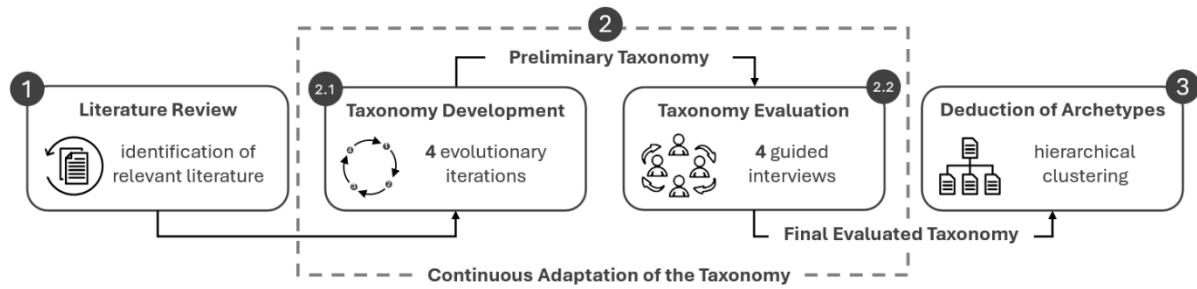 2
Preliminary Taxonomy
1
Literature Review
identification of
relevant literature
2.1
Taxonomy Development
4 evolutionary
iterations
2.2
Taxonomy Evaluation
4 guided
interviews
3
Deduction of Archetypes
hierarchical
clustering
Final Evaluated Taxonomy
Continuous Adaptation of the Taxonomy